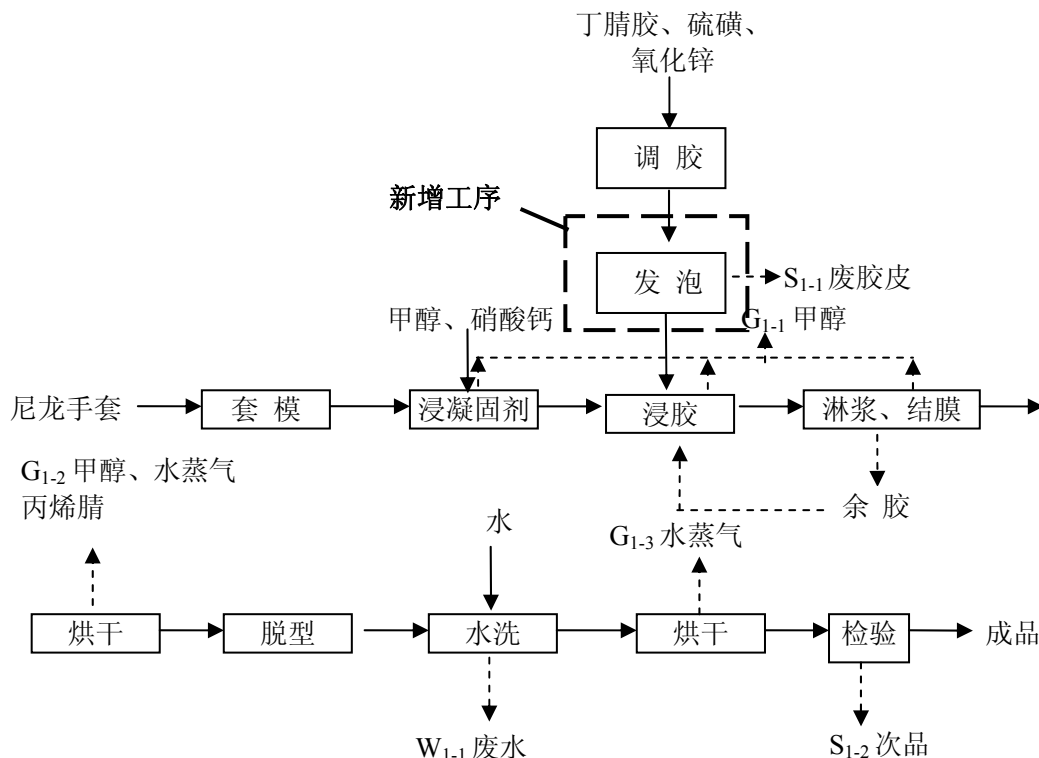 丁腈胶、硫磺、
氧化锌
调 胶
新增工序
发 泡
S1-1 废胶皮
甲醇、硝酸钙
G1-1 甲醇
尼龙手套
套 模
浸凝固剂
浸胶
淋浆、结膜
G1-2 甲醇、水蒸气
丙烯腈
余 胶
水
G1-3 水蒸气
烘干
脱型
水洗
烘干
检验
成品
W1-1 废水
S1-2 次品